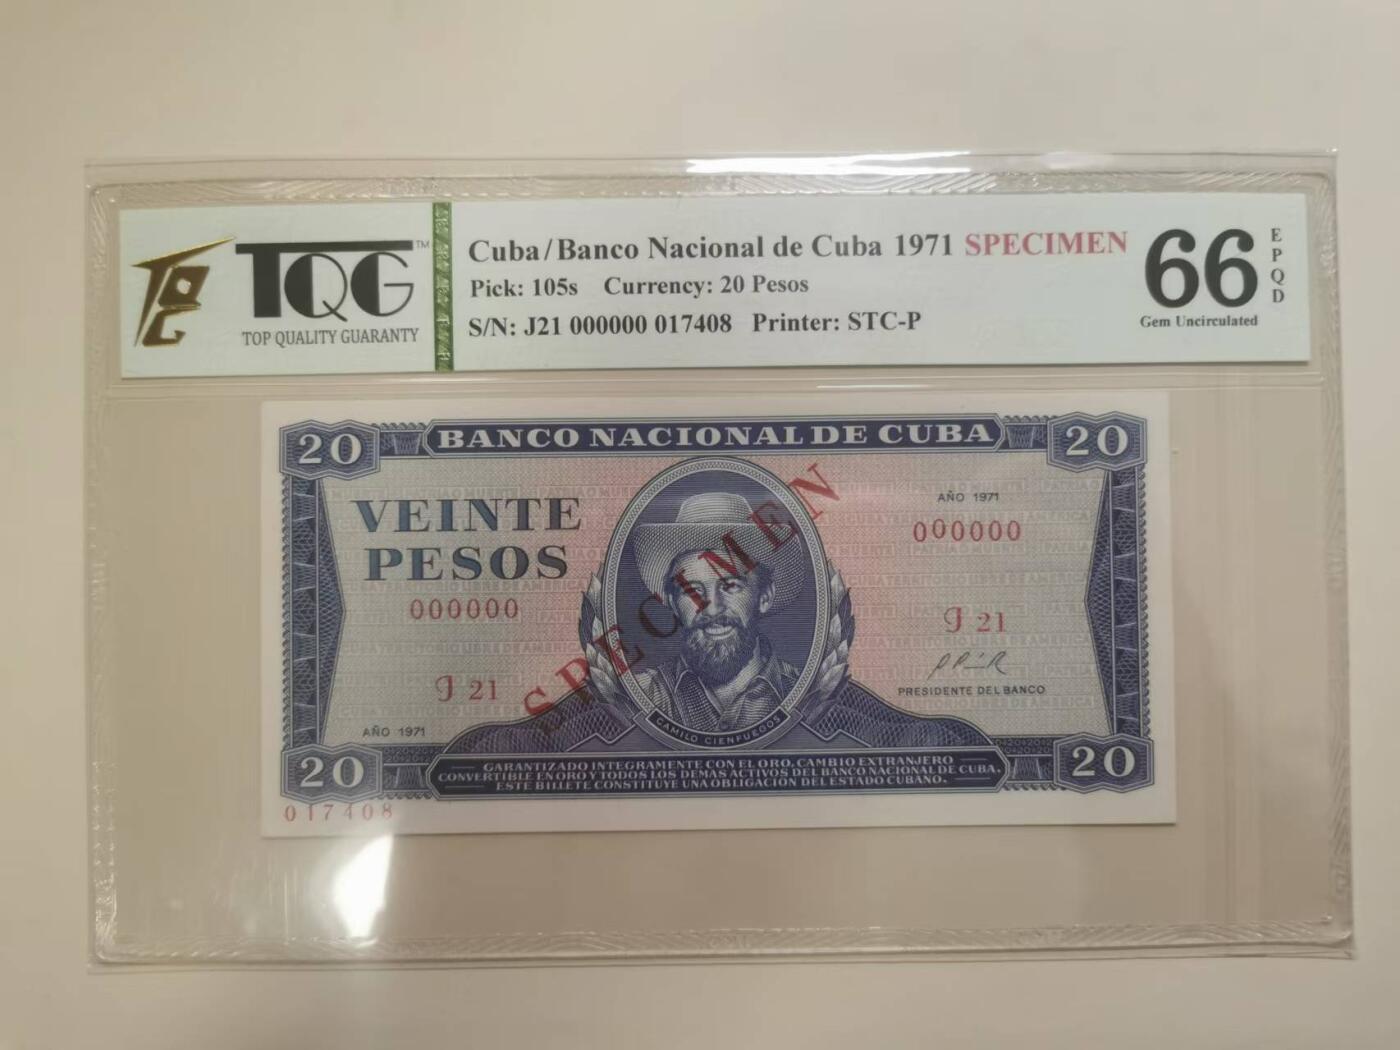 TQG™
TOP QUALITY GUARANTY
Cuba/Banco Nacional de Cuba 1971 SPECIMEN
Pick: 105s Currency: 20 Pesos
S/N: J21 000000 017408 Printer: STC-P
66
EPQD
Gem Uncirculated
20 BANCO NACIONAL DE CUBA 20
VEINTE
PESOS
AÑO 1971
000000
000000
J 21
J 21
SPECIMEN
PRESIDENTE DEL BANCO
CAMILO CIENFUEGOS
AÑO 1971
20
20
GARANTIZADO INTEGRAMENTE CON EL ORO, CAMBIO EXTRANJERO
CONVERTIBLE EN ORO Y TODOS LOS DEMAS ACTIVOS DEL BANCO NACIONAL DE CUBA.
ESTE BILLETE CONSTITUYE UNA OBLIGACION DEL ESTADO CUBANO.
017408